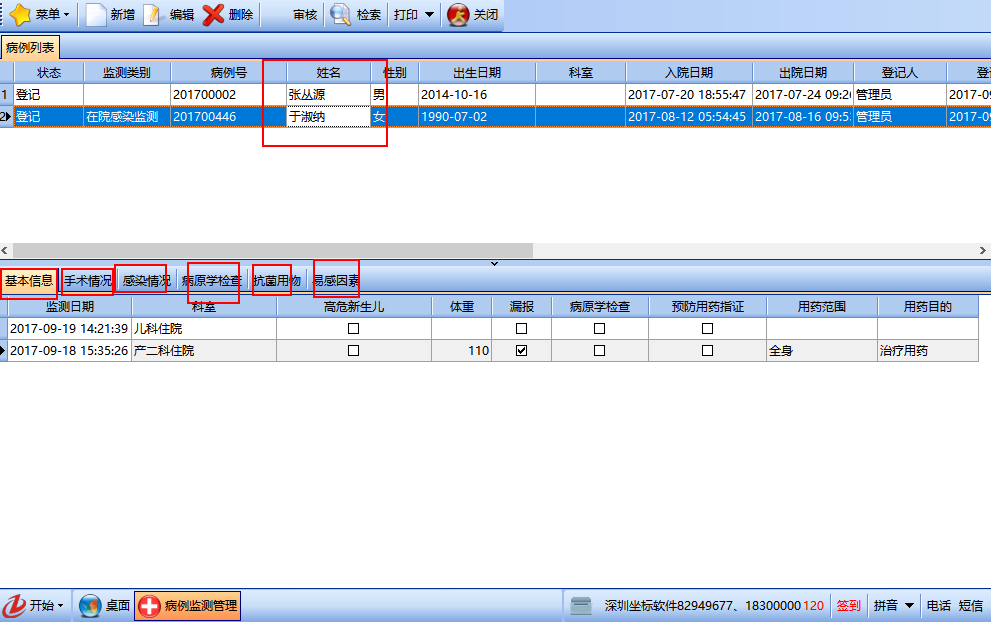 菜单 新增 编辑 删除 审核 检索 打印 关闭
病例列表
状态 监测类别 病例号 姓名 性别 出生日期 科室 入院日期 出院日期 登记人
1 登记 201700002 张丛源 男 2014-10-16 2017-07-20 18:55:47 2017-07-24 09:2 管理员 2017-09
2 登记 在院感染监测 201700446 于淑纳 女 1990-07-02 2017-08-12 05:54:45 2017-08-16 09:5 管理员 2017-09
基本信息 手术情况 感染情况 病原学检查 抗菌用物 易感因素
监测日期 科室 高危新生儿 体重 漏报 病原学检查 预防用药指证 用药范围 用药目的
2017-09-19 14:21:39 儿科住院
2017-09-18 15:35:26 产二科住院 110 全身 治疗用药
开始 桌面 病例监测管理 深圳坐标软件82949677、18300000120 签到 拼音 电话 短信